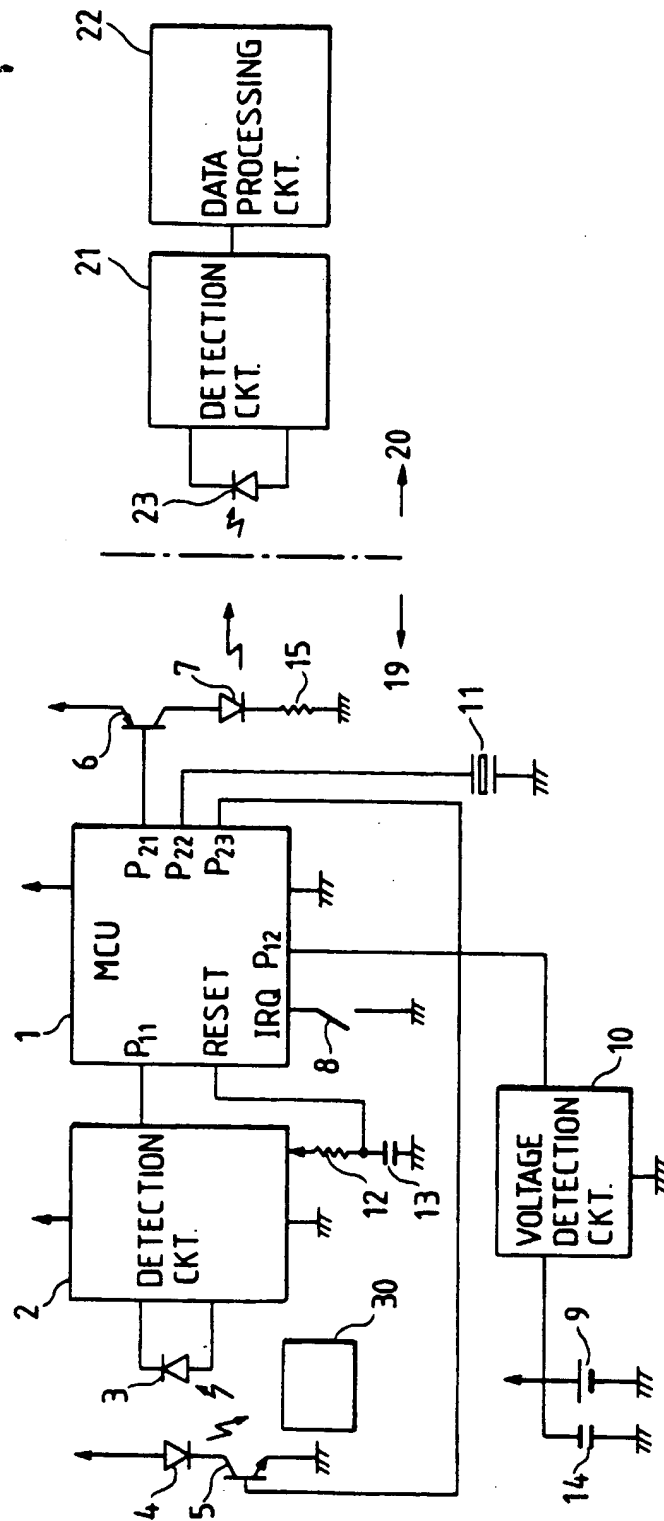 22
DATA
PROCESSING
CKT.
21
DETECTION
CKT.
23
20
19
7
15
6
11
P21
P22
P23
MCU
1
P11
RESET
IRQ
P12
8
10
VOLTAGE
DETECTION
CKT.
2
DETECTION
CKT.
12
13
3
30
4
5
9
14